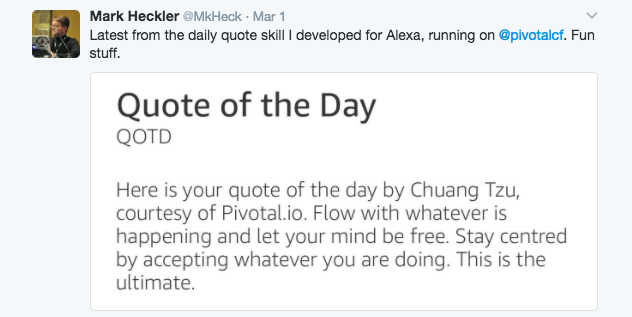 Mark Heckler @MkHeck · Mar 1
Latest from the daily quote skill I developed for Alexa, running on @pivotalcf. Fun
stuff.
Quote of the Day
QOTD
Here is your quote of the day by Chuang Tzu,
courtesy of Pivotal.io. Flow with whatever is
happening and let your mind be free. Stay centred
by accepting whatever you are doing. This is the
ultimate.